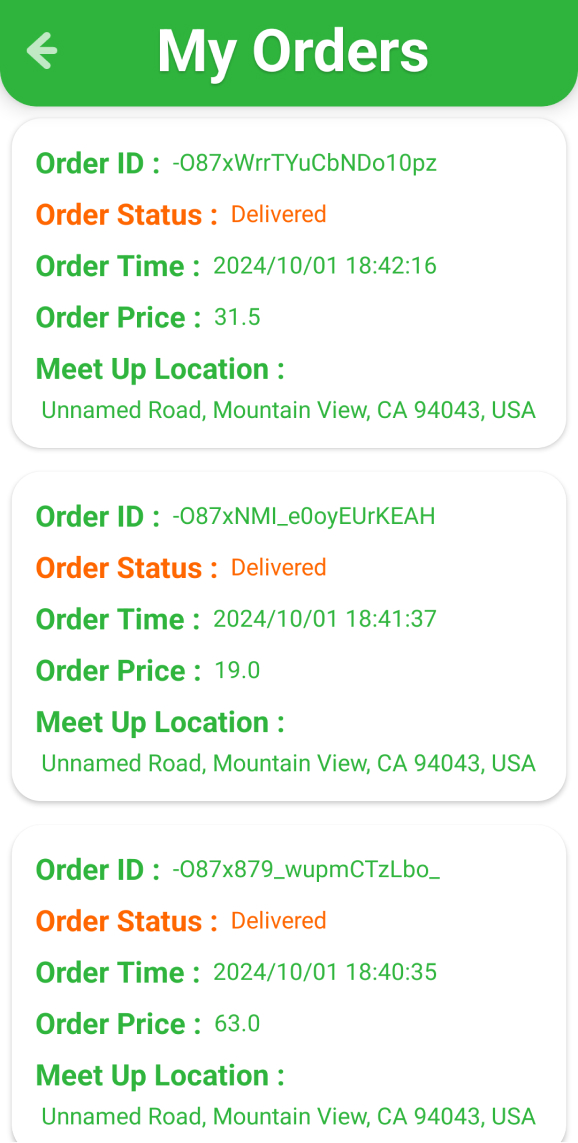 My Orders
Order ID : -O87xWrrTYuCbNDo10pz
Order Status : Delivered
Order Time : 2024/10/01 18:42:16
Order Price : 31.5
Meet Up Location :
Unnamed Road, Mountain View, CA 94043, USA
Order ID : -O87xNMI_e0oyEUrKEAH
Order Status : Delivered
Order Time : 2024/10/01 18:41:37
Order Price : 19.0
Meet Up Location :
Unnamed Road, Mountain View, CA 94043, USA
Order ID : -O87x879_wupmCTzLbo_
Order Status : Delivered
Order Time : 2024/10/01 18:40:35
Order Price : 63.0
Meet Up Location :
Unnamed Road, Mountain View, CA 94043, USA